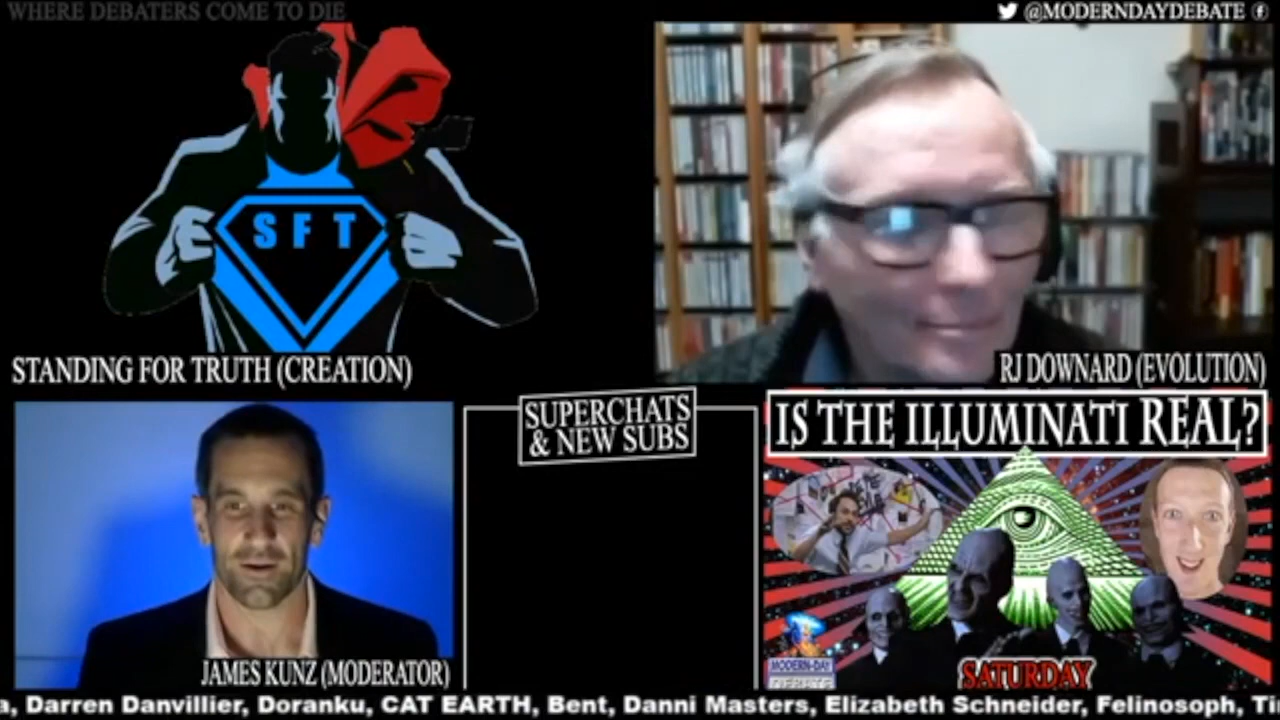 WHERE DEBATERS COME TO DIE
@MODERNDAYDEBATE
SFT
STANDING FOR TRUTH (CREATION)
RJ DOWNARD (EVOLUTION)
SUPERCHATS
& NEW SUBS
IS THE ILLUMINATI REAL?
JAMES KUNZ (MODERATOR)
MODERN-DAY
DEBATE
SATURDAY
a, Darren Danvillier, Doranku, CAT EARTH, Bent, Danni Masters, Elizabeth Schneider, Felinosoph, Ti